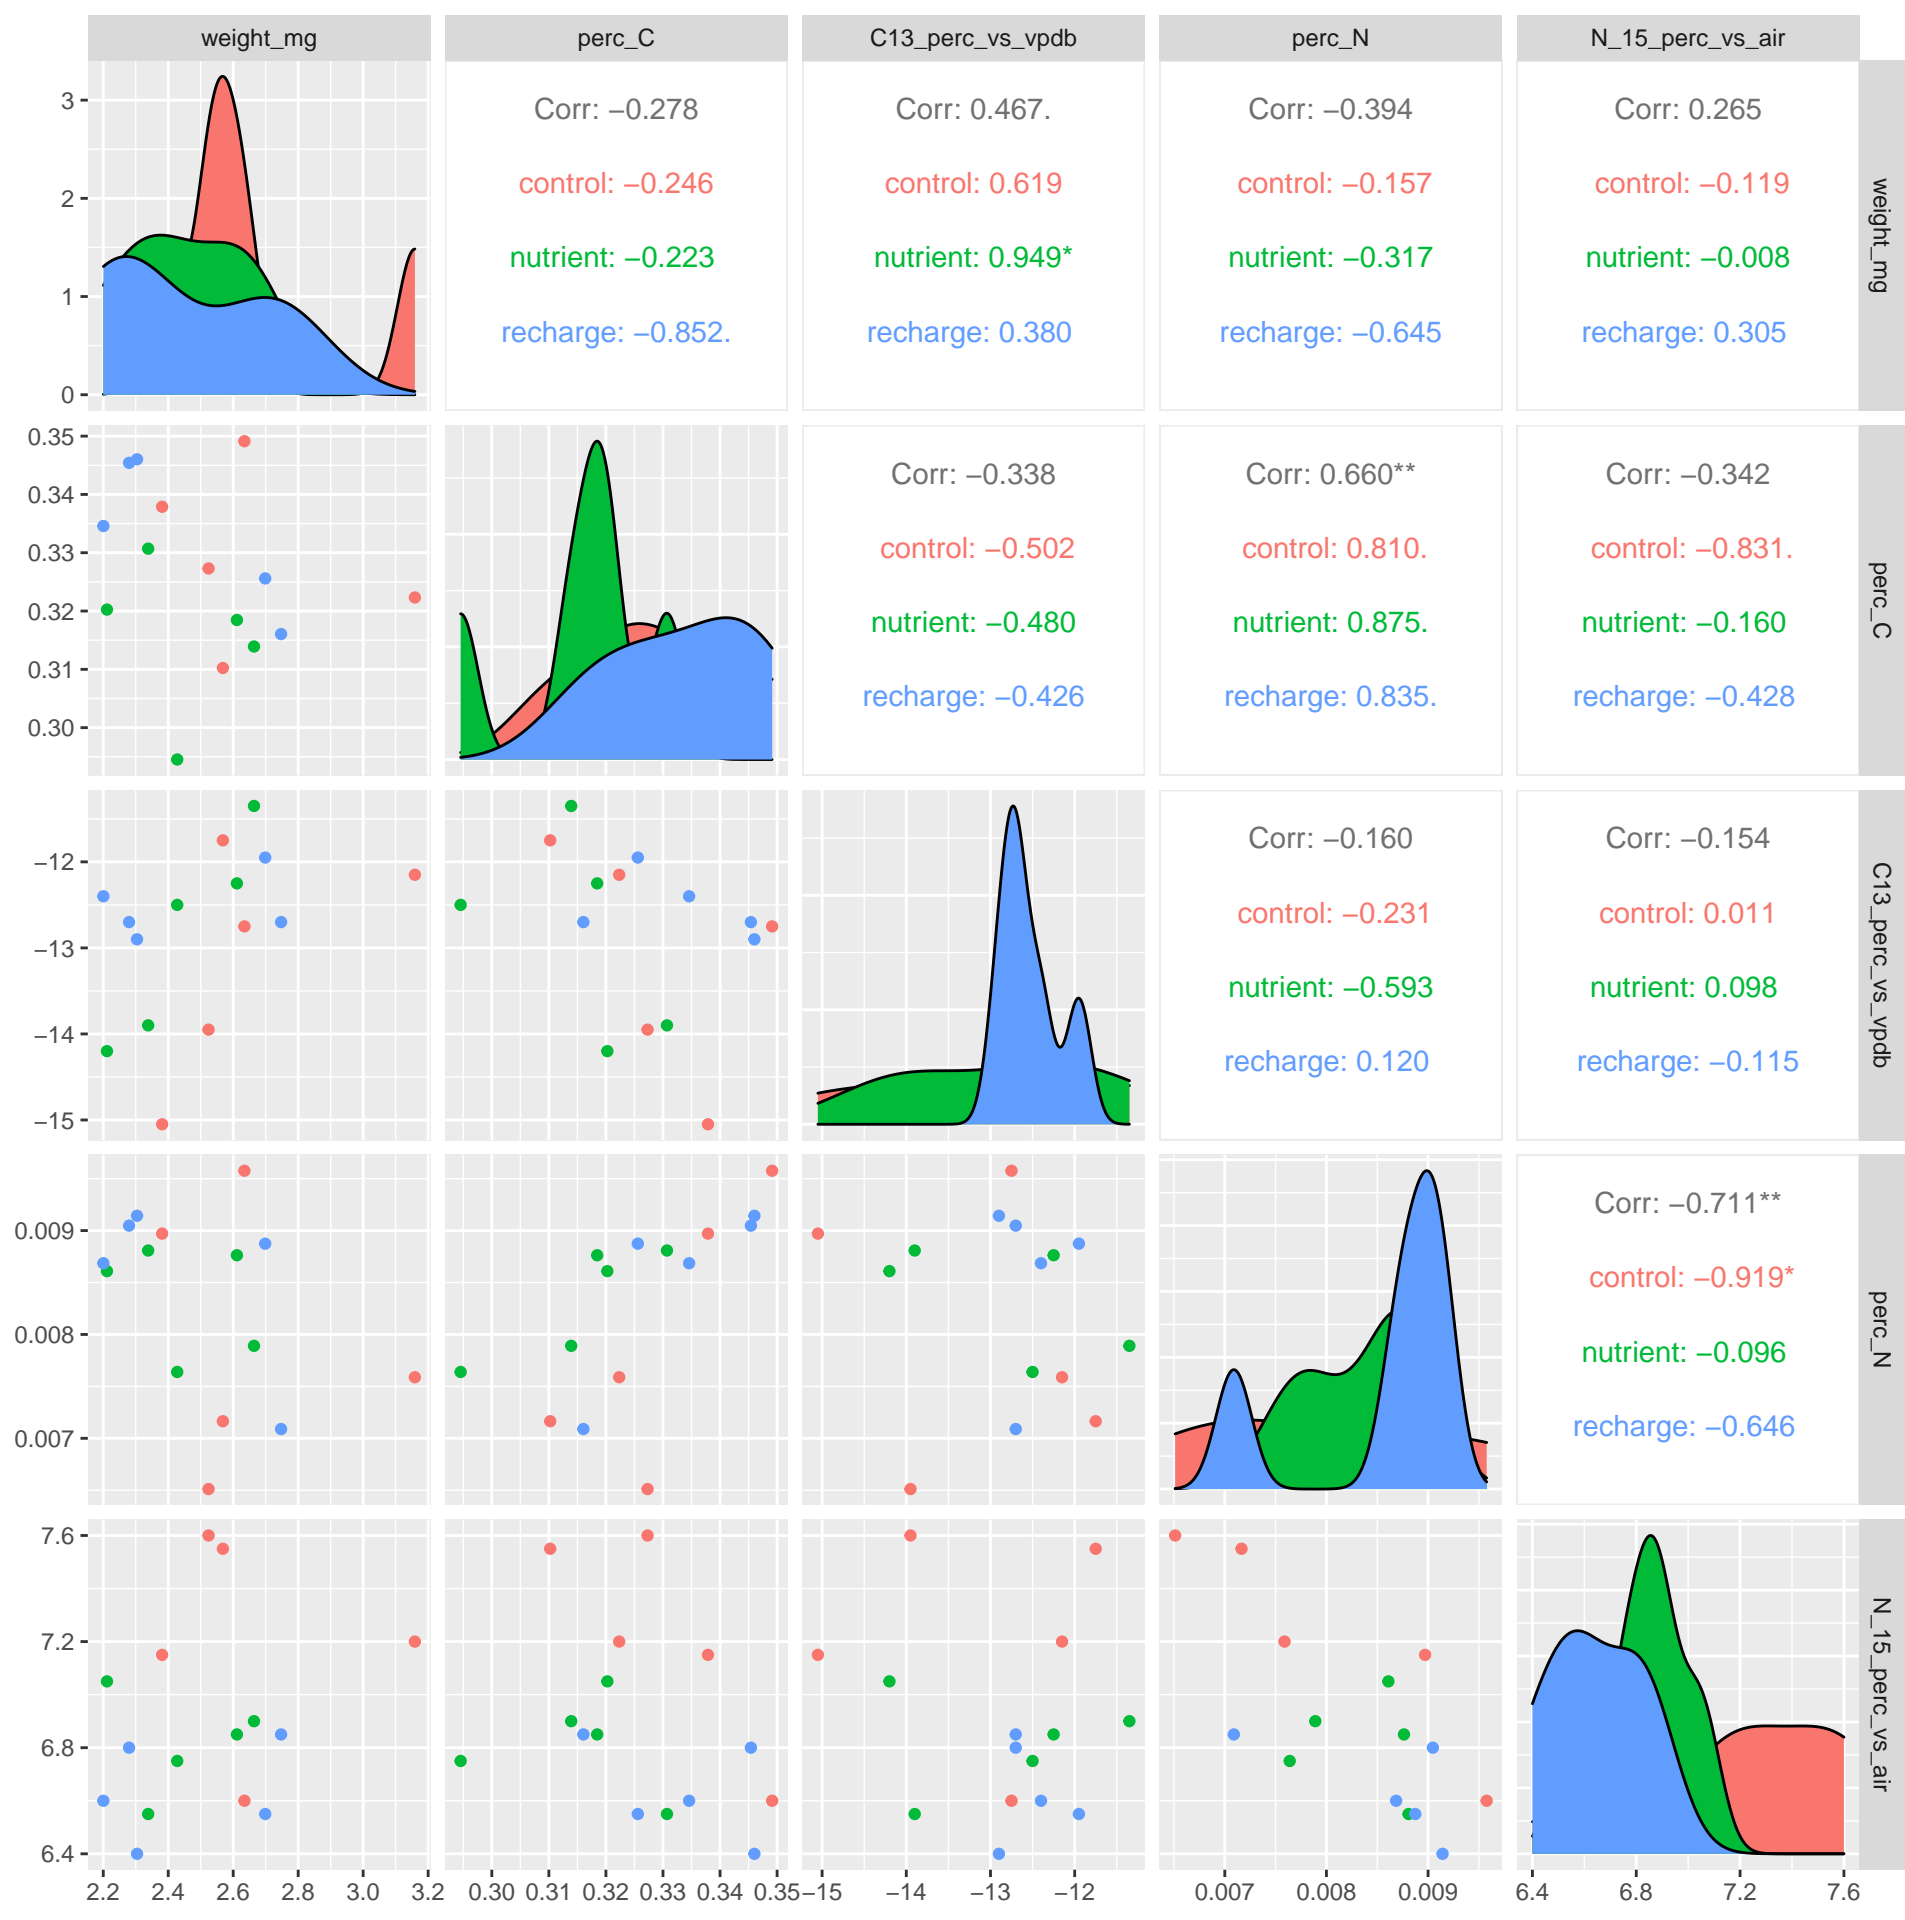 weight_mg
perc_C
C13_perc_vs_vpdb
perc_N
N_15_perc_vs_air
3
2
1
0
Corr: −0.278
control: −0.246
nutrient: −0.223
recharge: −0.852.
Corr: 0.467.
control: 0.619
nutrient: 0.949*
recharge: 0.380
Corr: −0.394
control: −0.157
nutrient: −0.317
recharge: −0.645
Corr: 0.265
control: −0.119
nutrient: −0.008
recharge: 0.305
weight_mg
0.35
0.34
0.33
0.32
0.31
0.30
Corr: −0.338
control: −0.502
nutrient: −0.480
recharge: −0.426
Corr: 0.660**
control: 0.810.
nutrient: 0.875.
recharge: 0.835.
Corr: −0.342
control: −0.831.
nutrient: −0.160
recharge: −0.428
perc_C
−12
−13
−14
−15
Corr: −0.160
control: −0.231
nutrient: −0.593
recharge: 0.120
Corr: −0.154
control: 0.011
nutrient: 0.098
recharge: −0.115
C13_perc_vs_vpdb
0.009
0.008
0.007
Corr: −0.711**
control: −0.919*
nutrient: −0.096
recharge: −0.646
perc_N
7.6
7.2
6.8
6.4
N_15_perc_vs_air
2.2 2.4 2.6 2.8 3.0 3.2
0.30 0.31 0.32 0.33 0.34 0.35
−15 −14 −13 −12
0.007 0.008 0.009
6.4 6.8 7.2 7.6